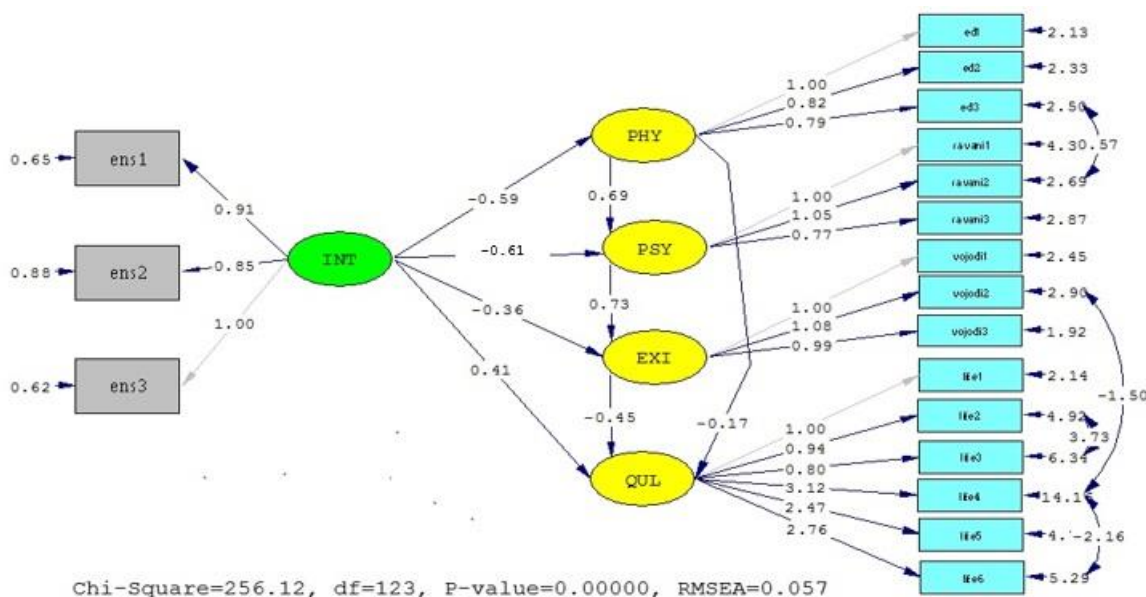 ed1
2.13
ed2
2.33
1.00
0.82
ed3
2.50
0.79
PHY
ravani1
4.3
0.57
0.65
ens1
ravani2
2.69
-0.59
0.69
1.00
1.05
ravani3
2.87
0.91
0.77
INT
-0.61
PSY
vojodi1
2.45
0.88
ens2
0.85
vojodi2
2.90
-0.36
0.73
1.00
1.08
vojodi3
1.92
1.00
0.99
EXI
life1
2.14
0.62
ens3
0.41
-1.50
-0.45
-0.17
1.00
life2
4.92
0.94
3.73
0.80
life3
6.34
QUL
3.12
life4
14.1
2.47
life5
4.
-2.16
2.76
life6
5.29
Chi-Square=256.12, df=123, P-value=0.00000, RMSEA=0.057